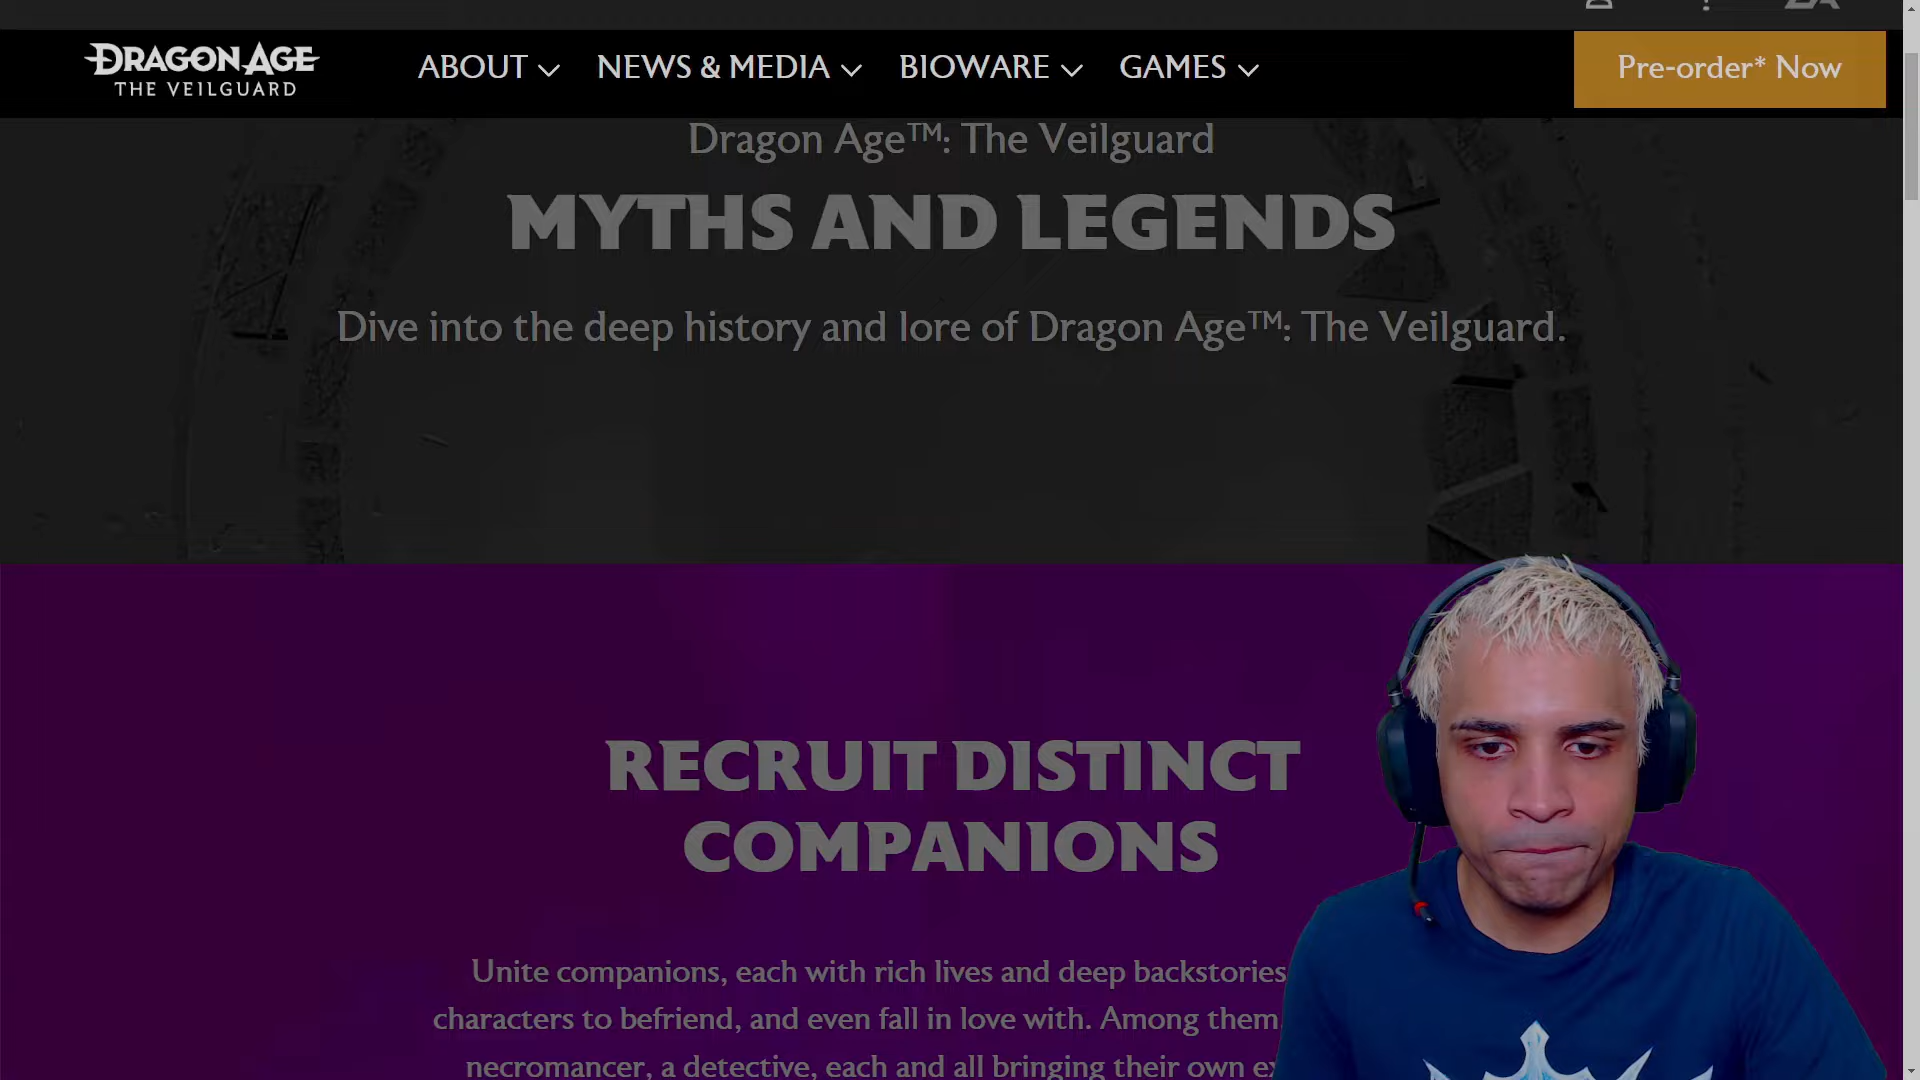 EA
DRAGON AGE
THE VEILGUARD
ABOUT
NEWS & MEDIA
BIOWARE
GAMES
Pre-order* Now
Dragon Age™: The Veilguard
MYTHS AND LEGENDS
Dive into the deep history and lore of Dragon Age™: The Veilguard.
RECRUIT DISTINCT
COMPANIONS
Unite companions, each with rich lives and deep backstories
characters to befriend, and even fall in love with. Among them
necromancer, a detective, each and all bringing their own